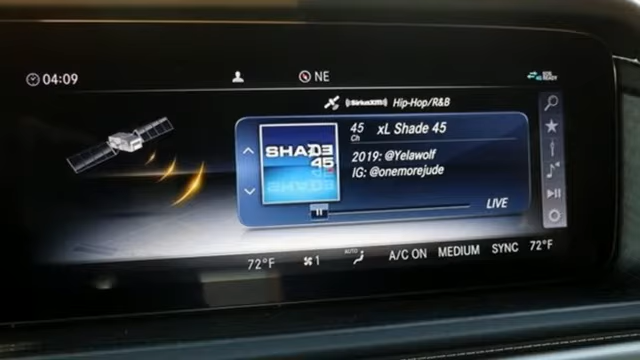 04:09
NE
((SiriusXM)) Hip-Hop/R&B
45 xL Shade 45
Ch
SHADE
45
2019: @Yelawolf
IG: @onemorejude
LIVE
72°F
1
AUTO
A/C ON
MEDIUM
SYNC
72°F